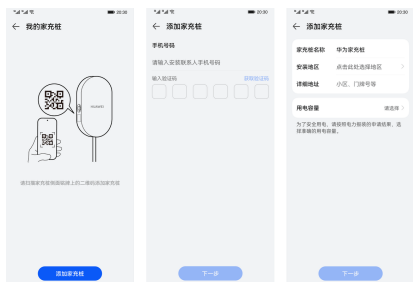 00:30
我的家充桩
HUAWEI
请扫描家充桩侧面铭牌上的二维码添加家充桩
添加家充桩
00:30
添加家充桩
手机号码
请输入安装联系人手机号码
输入验证码
获取验证码
下一步
00:30
添加家充桩
家充桩名称
华为家充桩
安装地区
点击此处选择地区
详细地址
小区、门牌号等
用电容量
请选择
为了安全用电，请按照电力报装的申请结果，选
择准确的用电容量。
下一步